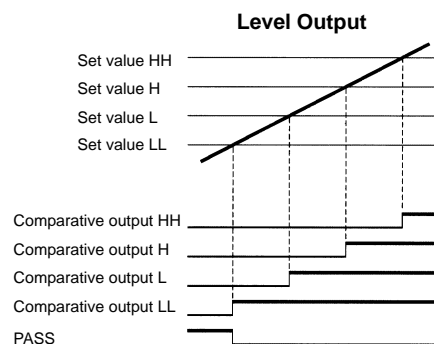 Level Output
Set value HH
Set value H
Set value L
Set value LL
Comparative output HH
Comparative output H
Comparative output L
Comparative output LL
PASS